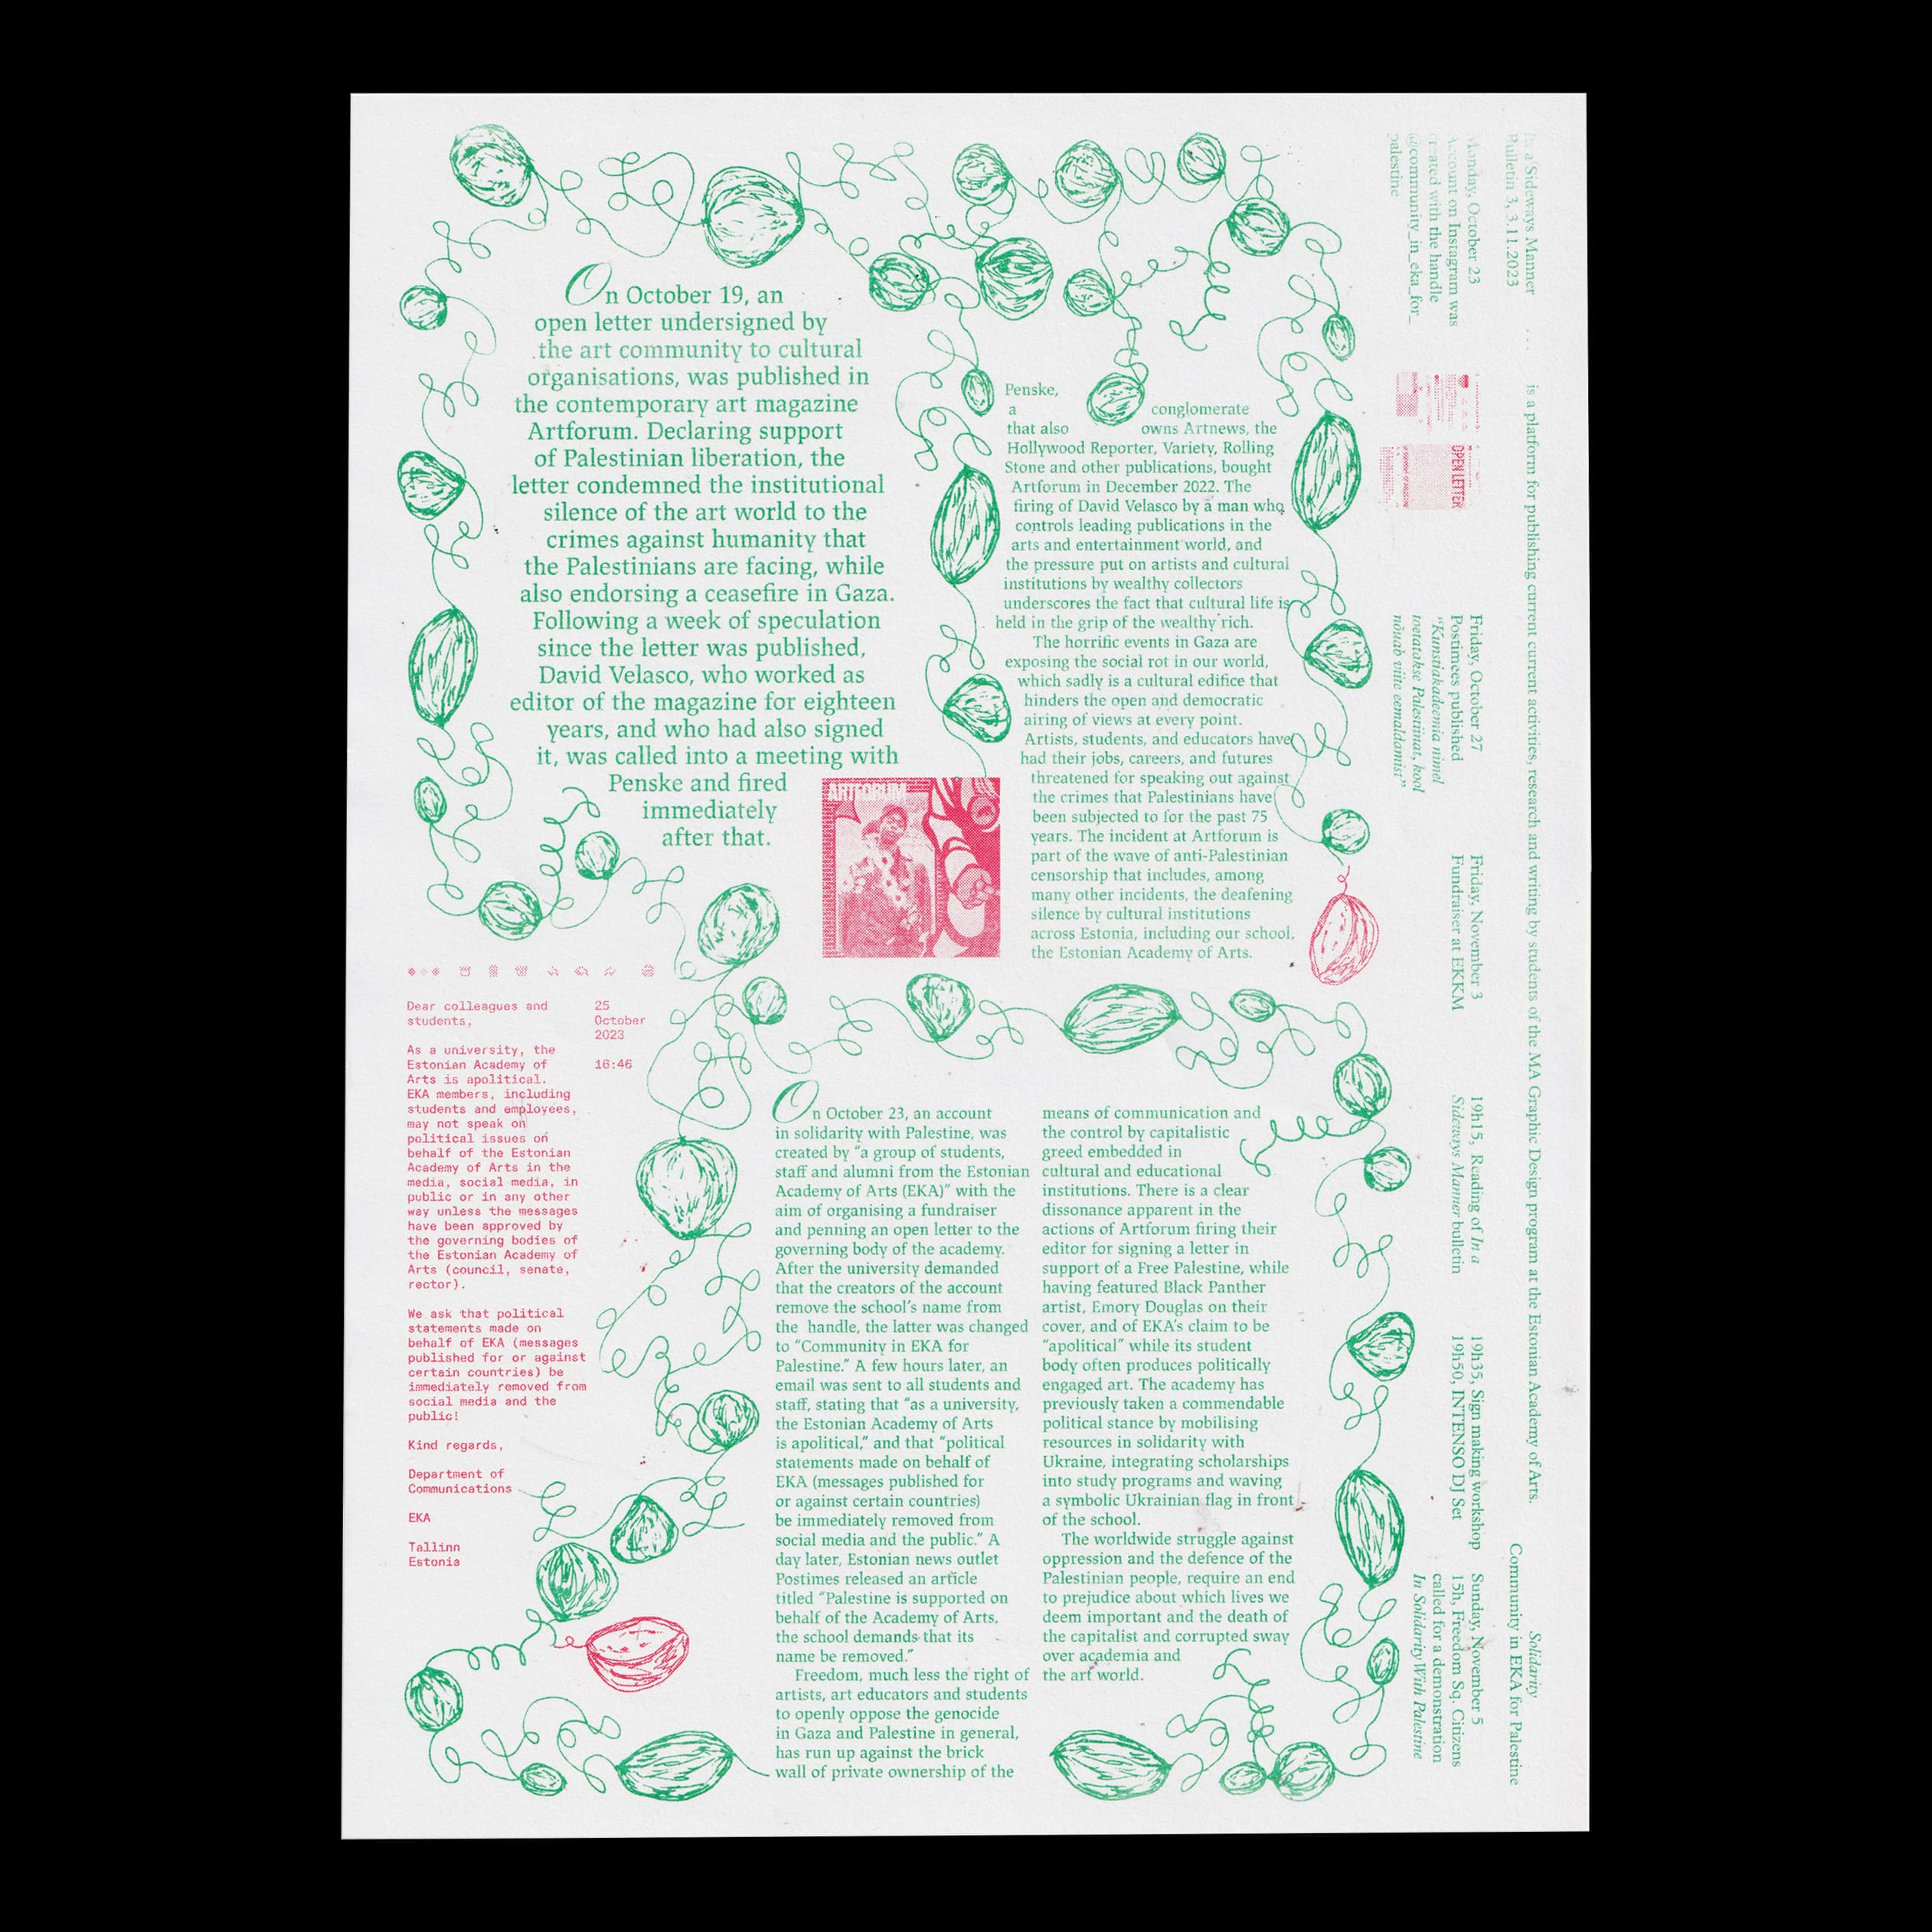 On October 19, an
open letter undersigned by
the art community to cultural
organisations, was published in
the contemporary art magazine
Artforum. Declaring support
of Palestinian liberation, the
letter condemned the institutional
silence of the art world to the
crimes against humanity that
the Palestinians are facing, while
also endorsing a ceasefire in Gaza.
Following a week of speculation
since the letter was published,
David Velasco, who worked as
editor of the magazine for eighteen
years, and who had also signed
it, was called into a meeting with
Penske and fired
immediately
after that.
ARTFORUM
Penske,
a conglomerate
that also owns Artnews, the
Hollywood Reporter, Variety, Rolling
Stone and other publications, bought
Artforum in December 2022. The
firing of David Velasco by a man who
controls leading publications in the
arts and entertainment world, and
the pressure put on artists and cultural
institutions by wealthy collectors
underscores the fact that cultural life is
held in the grip of the wealthy rich.
The horrific events in Gaza are
exposing the social rot in our world,
which sadly is a cultural edifice that
hinders the open and democratic
airing of views at every point.
Artists, students, and educators have
had their jobs, careers, and futures
threatened for speaking out against
the crimes that Palestinians have
been subjected to for the past 75
years. The incident at Artforum is
part of the wave of anti-Palestinian
censorship that includes, among
many other incidents, the deafening
silence by cultural institutions
across Estonia, including our school,
the Estonian Academy of Arts.
Dear colleagues and
students,
As a university, the
Estonian Academy of
Arts is apolitical.
EKA members, including
students and employees,
may not speak on
political issues on
behalf of the Estonian
Academy of Arts in the
media, social media, in
public or in any other
way unless the messages
have been approved by
the governing bodies of
the Estonian Academy of
Arts (council, senate,
rector).
We ask that political
statements made on
behalf of EKA (messages
published for or against
certain countries) be
immediately removed from
social media and the
public!
Kind regards,
Department of
Communications
EKA
Tallinn
Estonia
25
October
2023
16:46
On October 23, an account
in solidarity with Palestine, was
created by “a group of students,
staff and alumni from the Estonian
Academy of Arts (EKA)” with the
aim of organising a fundraiser
and penning an open letter to the
governing body of the academy.
After the university demanded
that the creators of the account
remove the school’s name from
the handle, the latter was changed
to “Community in EKA for
Palestine.” A few hours later, an
email was sent to all students and
staff, stating that “as a university,
the Estonian Academy of Arts
is apolitical,” and that “political
statements made on behalf of
EKA (messages published for
or against certain countries)
be immediately removed from
social media and the public.” A
day later, Estonian news outlet
Postimes released an article
titled “Palestine is supported on
behalf of the Academy of Arts,
the school demands that its
name be removed.”
Freedom, much less the right of
artists, art educators and students
to openly oppose the genocide
in Gaza and Palestine in general,
has run up against the brick
wall of private ownership of the
means of communication and
the control by capitalistic
greed embedded in
cultural and educational
institutions. There is a clear
dissonance apparent in the
actions of Artforum firing their
editor for signing a letter in
support of a Free Palestine, while
having featured Black Panther
artist, Emory Douglas on their
cover, and of EKA’s claim to be
“apolitical” while its student
body often produces politically
engaged art. The academy has
previously taken a commendable
political stance by mobilising
resources in solidarity with
Ukraine, integrating scholarships
into study programs and waving
a symbolic Ukrainian flag in front
of the school.
The worldwide struggle against
oppression and the defence of the
Palestinian people, require an end
to prejudice about which lives we
deem important and the death of
the capitalist and corrupted sway
over academia and
the art world.
In a Sideways Manner
Bulletin 3, 3.11.2023
is a platform for publishing current current activities, research and writing by students of the MA Graphic Design program at the Estonian Academy of Arts.
Solidarity
Community in EKA for Palestine
Monday, October 23
Account on Instagram was
created with the handle
@community_in_eka_for_
palestine
OPEN LETTER
Friday, October 27
Postimees published
“Kunstiakadeemia nimel
toetatakse Palestiinat, kool
nõuab viite eemaldamist”
Friday, November 3
Fundraiser at EKKM
19h15, Reading of In a
Sideways Manner bulletin
19h35, Sign making workshop
19h50, INTENSO DJ Set
Sunday, November 5
15h, Freedom Sq. Citizens
called for a demonstration
In Solidarity With Palestine